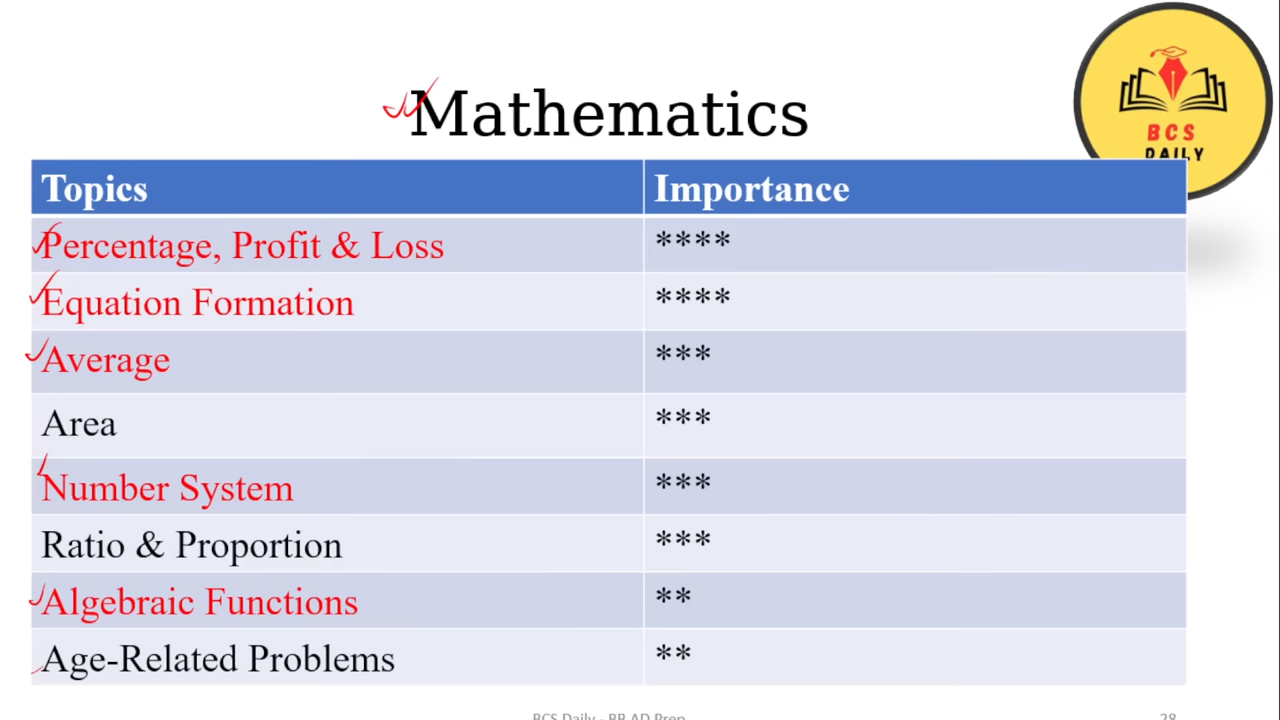 Mathematics
BCS
DAILY
Topics Importance
Percentage, Profit & Loss ****
Equation Formation ****
Average ***
Area ***
Number System ***
Ratio & Proportion ***
Algebraic Functions **
Age-Related Problems **
BCS Daily - BB AD Prep 28